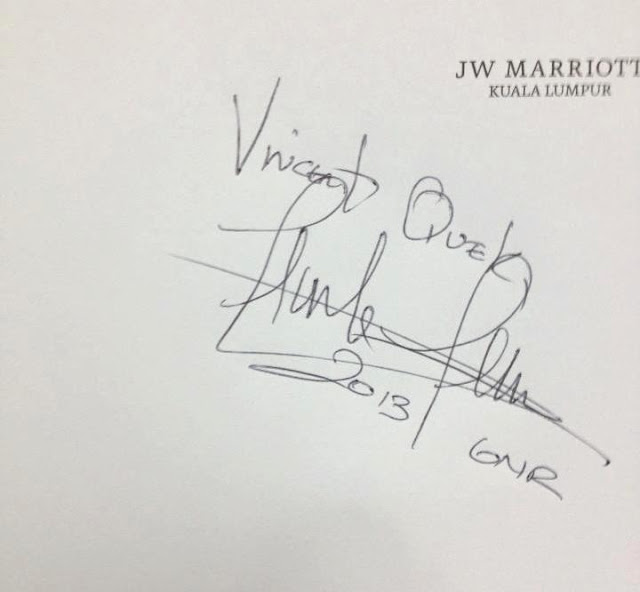 JW MARRIOTT
KUALA LUMPUR
Vincent Quek
2013
GNR